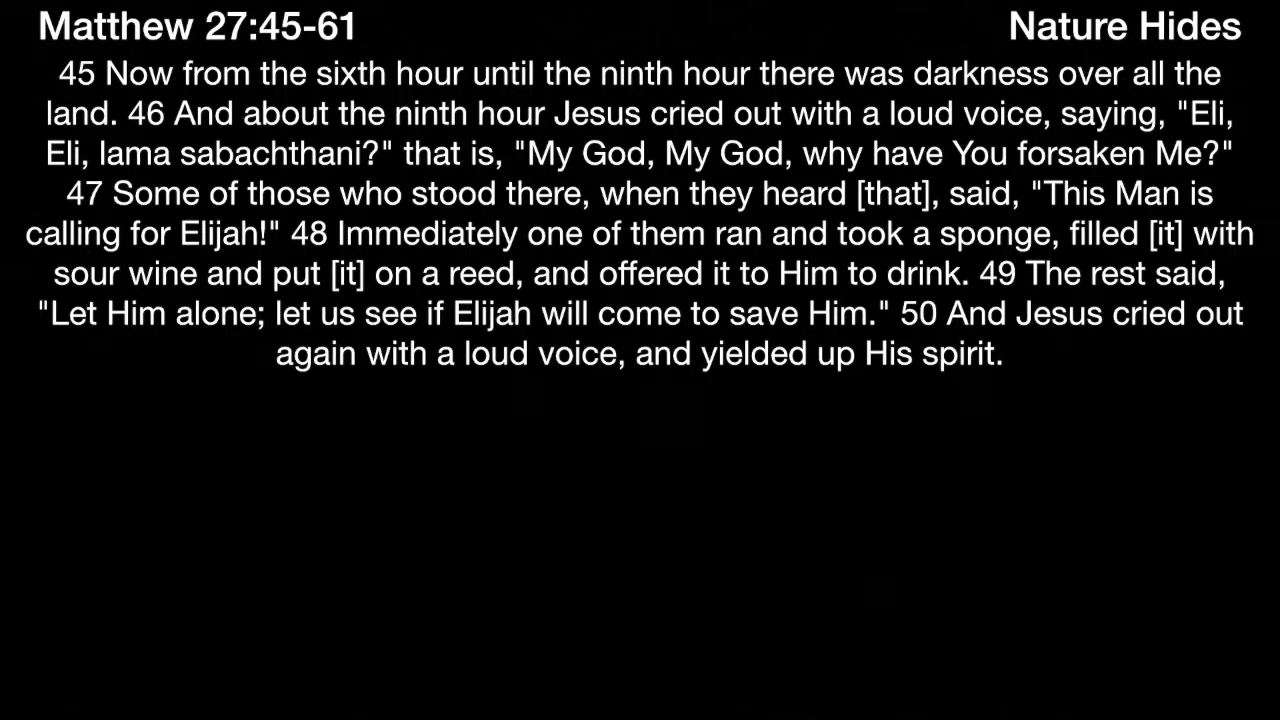 Matthew 27:45-61
Nature Hides
45 Now from the sixth hour until the ninth hour there was darkness over all the
land. 46 And about the ninth hour Jesus cried out with a loud voice, saying, "Eli,
Eli, lama sabachthani?" that is, "My God, My God, why have You forsaken Me?"
47 Some of those who stood there, when they heard [that], said, "This Man is
calling for Elijah!" 48 Immediately one of them ran and took a sponge, filled [it] with
sour wine and put [it] on a reed, and offered it to Him to drink. 49 The rest said,
"Let Him alone; let us see if Elijah will come to save Him." 50 And Jesus cried out
again with a loud voice, and yielded up His spirit.